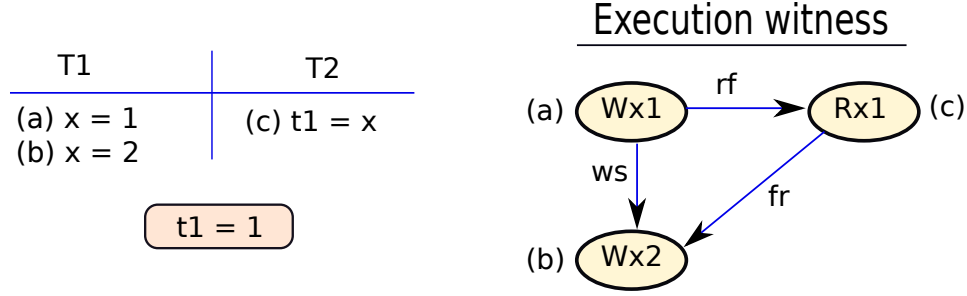 T1 T2
(a) x = 1 (c) t1 = x
(b) x = 2
t1 = 1
Execution witness
(a) Wx1 rf Rx1 (c)
ws fr
(b) Wx2